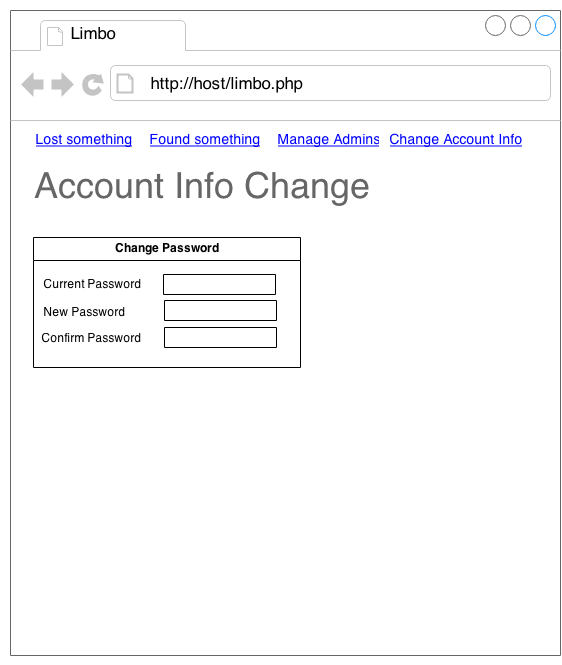 Limbo
http://host/limbo.php
Lost something Found something Manage Admins Change Account Info
Account Info Change
Change Password
Current Password
New Password
Confirm Password